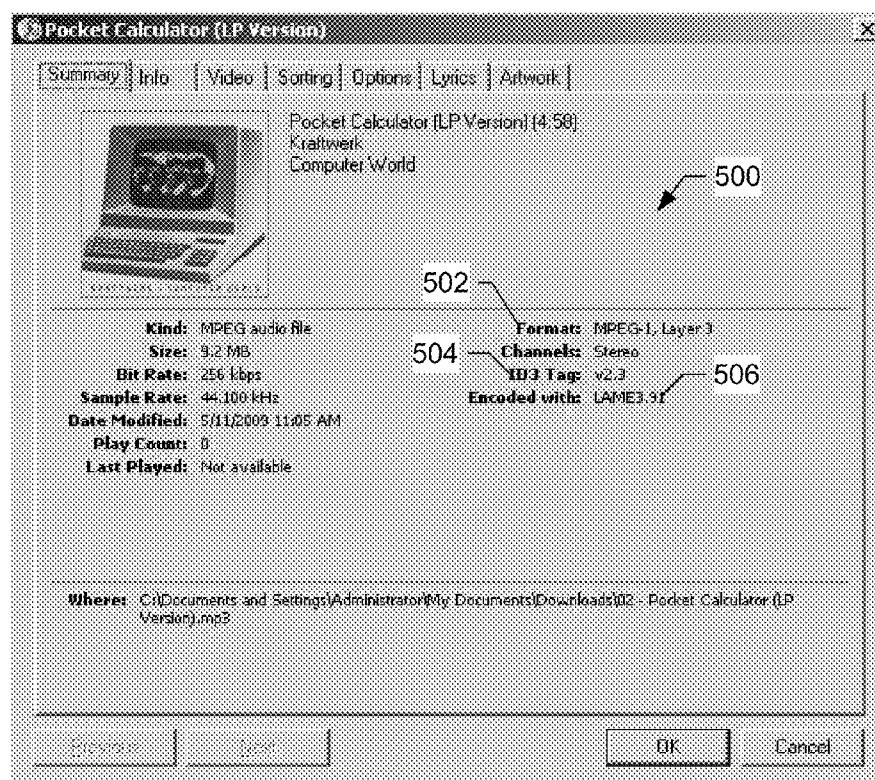 Pocket Calculator (LP Version)
Summary Info Video Sorting Options Lyrics Artwork
Pocket Calculator (LP Version) (4:58)
Kraftwerk
Computer World
500
502
504
506
Kind: MPEG audio file
Size: 9.2 MB
Bit Rate: 256 kbps
Sample Rate: 44.100 kHz
Date Modified: 5/11/2009 11:05 AM
Play Count: 0
Last Played: Not available
Format: MPEG-1, Layer 3
Channels: Stereo
ID3 Tag: v2.3
Encoded with: LAME3.91
Where: C:\Documents and Settings\Administrator\My Documents\Downloads\02 - Pocket Calculator (LP
Version).mp3
Previous Next OK Cancel